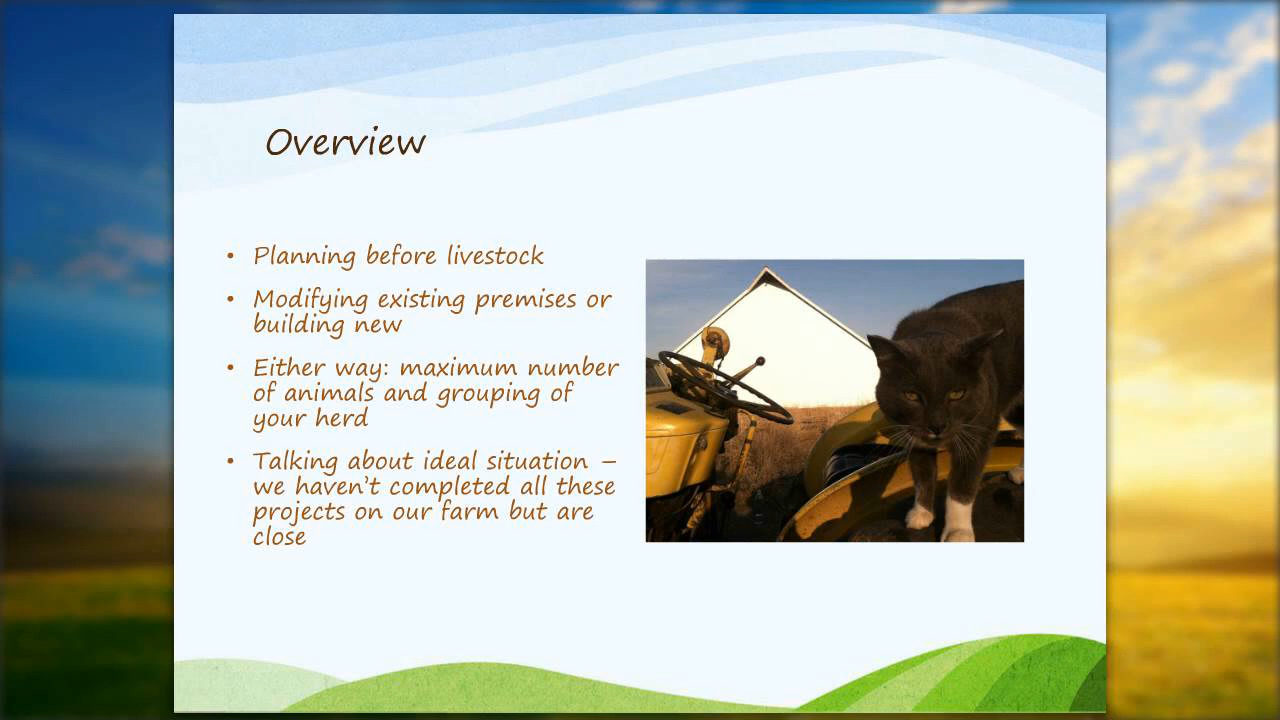 Overview
• Planning before livestock
• Modifying existing premises or
building new
• Either way: maximum number
of animals and grouping of
your herd
• Talking about ideal situation –
we haven't completed all these
projects on our farm but are
close